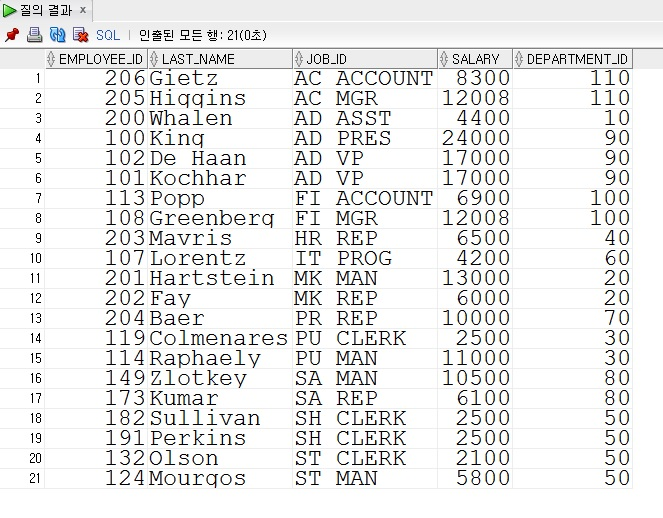 질의 결과 x
SQL | 인출된 모든 행: 21(0초)
EMPLOYEE_ID LAST_NAME JOB_ID SALARY DEPARTMENT_ID
1 206 Gietz AC ACCOUNT 8300 110
2 205 Higgins AC MGR 12008 110
3 200 Whalen AD ASST 4400 10
4 100 King AD PRES 24000 90
5 102 De Haan AD VP 17000 90
6 101 Kochhar AD VP 17000 90
7 113 Popp FI ACCOUNT 6900 100
8 108 Greenberg FI MGR 12008 100
9 203 Mavris HR REP 6500 40
10 107 Lorentz IT PROG 4200 60
11 201 Hartstein MK MAN 13000 20
12 202 Fay MK REP 6000 20
13 204 Baer PR REP 10000 70
14 119 Colmenares PU CLERK 2500 30
15 114 Raphaely PU MAN 11000 30
16 149 Zlotkey SA MAN 10500 80
17 173 Kumar SA REP 6100 80
18 182 Sullivan SH CLERK 2500 50
19 191 Perkins SH CLERK 2500 50
20 132 Olson ST CLERK 2100 50
21 124 Mourgos ST MAN 5800 50